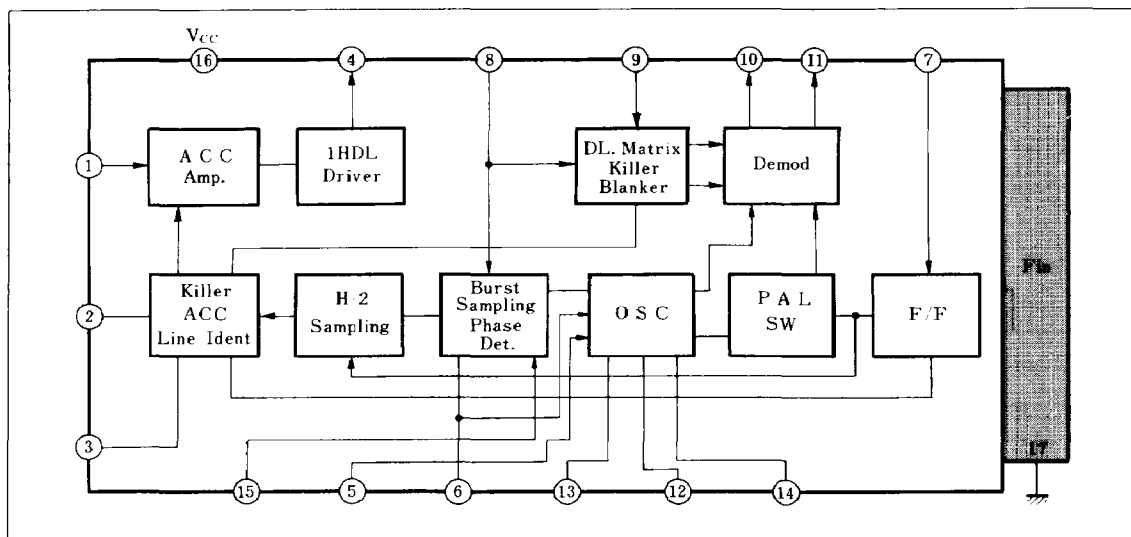 Vcc
16
4
8
9
10
11
7
1
ACC
Amp.
1HDL
Driver
DL. Matrix
Killer
Blanker
Demod
2
Killer
ACC
Line Ident
H/2
Sampling
Burst
Sampling
Phase
Det.
OSC
PAL
SW
F/F
Fin
3
17
15
5
6
13
12
14